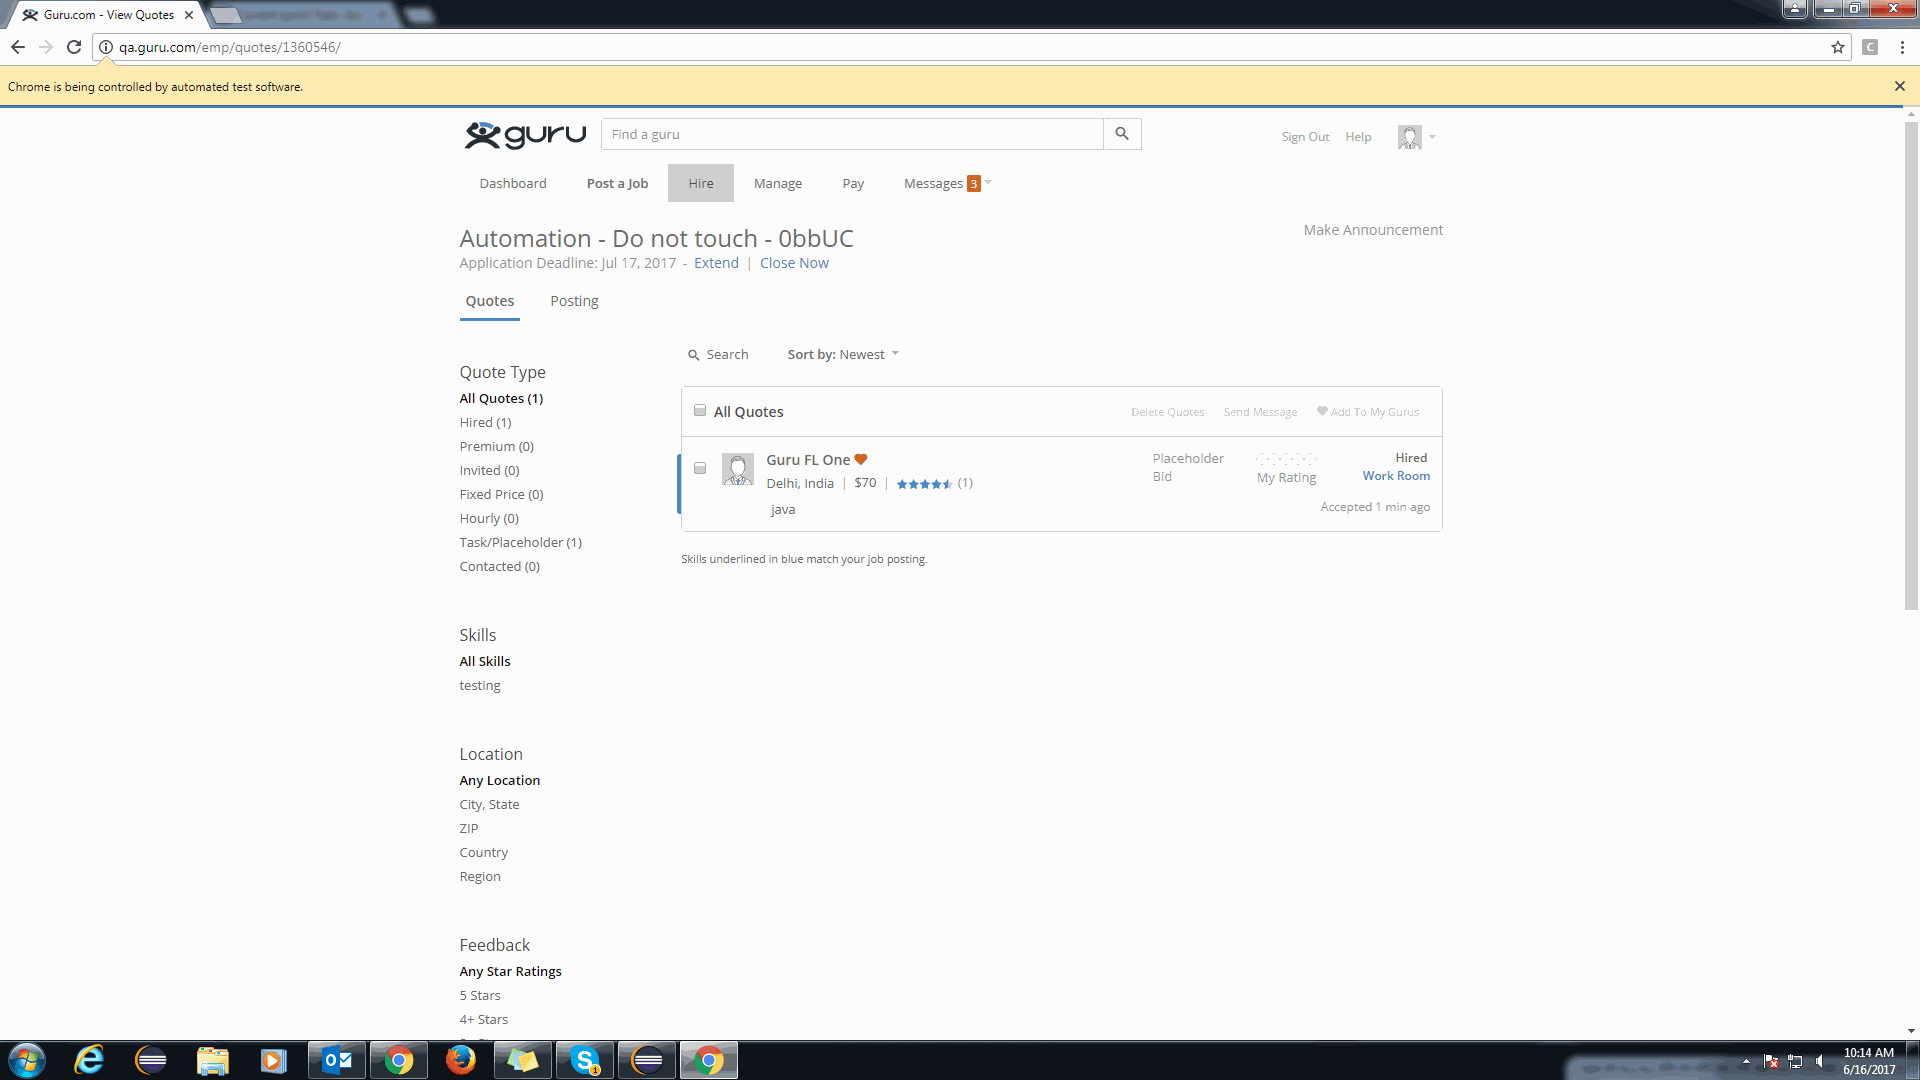 Guru.com - View Quotes
qa.guru.com/emp/quotes/1360546/
C
Chrome is being controlled by automated test software.
guru
Find a guru
Sign Out Help
Dashboard Post a Job Hire Manage Pay Messages 3
Automation - Do not touch - 0bbUC
Make Announcement
Application Deadline: Jul 17, 2017 - Extend | Close Now
Quotes Posting
Search Sort by: Newest
Quote Type
All Quotes (1)
Hired (1)
Premium (0)
Invited (0)
Fixed Price (0)
Hourly (0)
Task/Placeholder (1)
Contacted (0)
Skills
All Skills
testing
Location
Any Location
City, State
ZIP
Country
Region
Feedback
Any Star Ratings
5 Stars
4+ Stars
All Quotes
Delete Quotes Send Message Add To My Gurus
Guru FL One
Delhi, India | $70 | (1)
java
Placeholder
Bid
My Rating
Hired
Work Room
Accepted 1 min ago
Skills underlined in blue match your job posting.
10:14 AM
6/16/2017